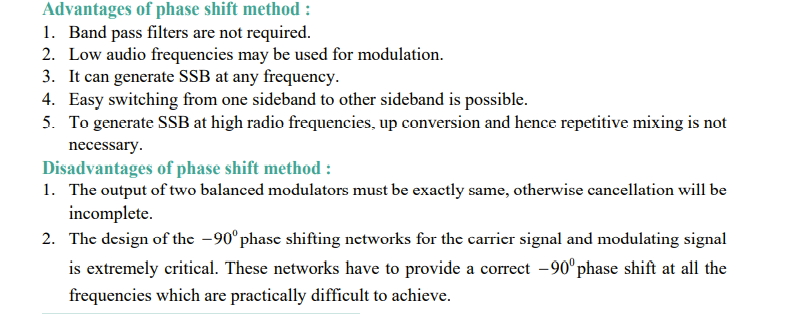 Advantages of phase shift method :
1. Band pass filters are not required.
2. Low audio frequencies may be used for modulation.
3. It can generate SSB at any frequency.
4. Easy switching from one sideband to other sideband is possible.
5. To generate SSB at high radio frequencies, up conversion and hence repetitive mixing is not
necessary.
Disadvantages of phase shift method :
1. The output of two balanced modulators must be exactly same, otherwise cancellation will be
incomplete.
2. The design of the −90⁰ phase shifting networks for the carrier signal and modulating signal
is extremely critical. These networks have to provide a correct −90⁰ phase shift at all the
frequencies which are practically difficult to achieve.